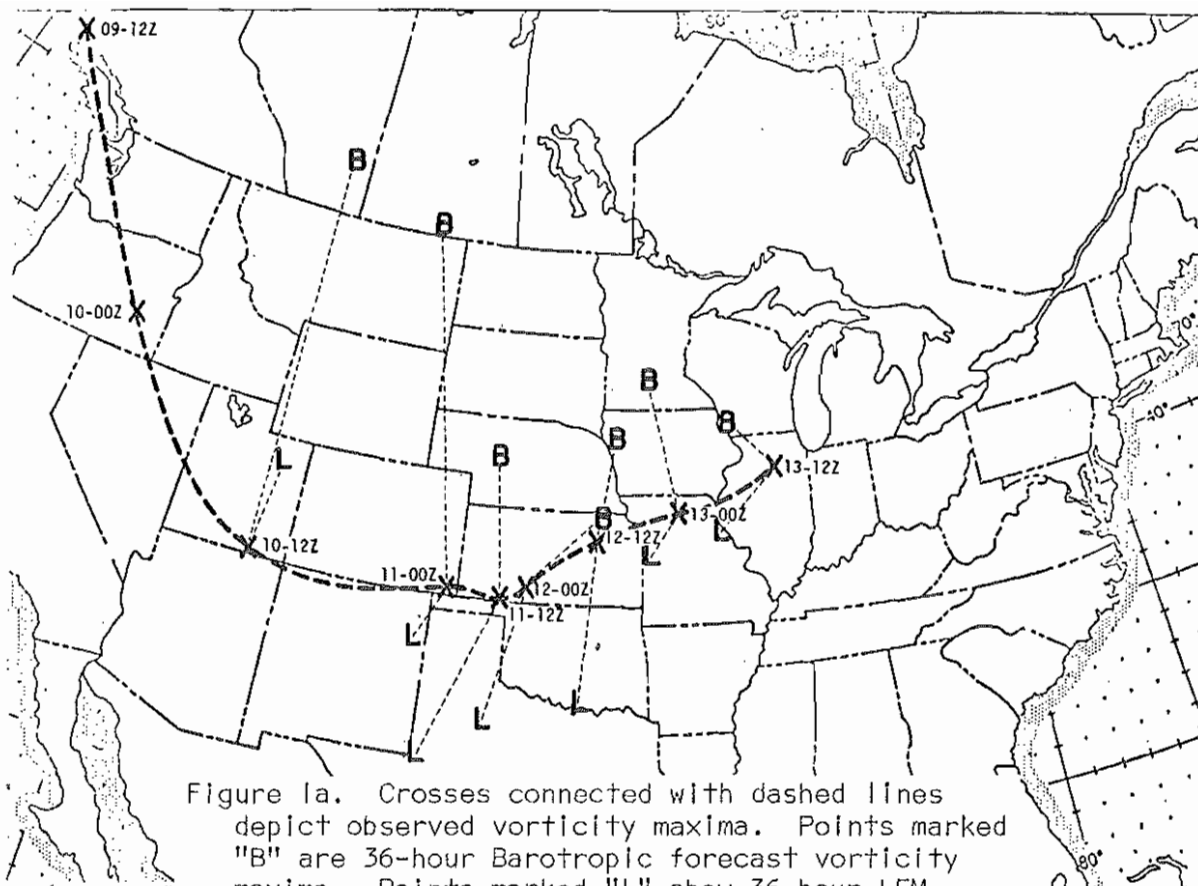 09-12Z
50°
B
B
10-00Z
70°
B
B
40°
L
B
B
13-12Z
B
13-00Z
10-12Z
12-12Z
L
L
11-00Z
12-00Z
11-12Z
L
L
L
L
Figure 1a. Crosses connected with dashed lines
depict observed vorticity maxima. Points marked
"B" are 36-hour Barotropic forecast vorticity
80°